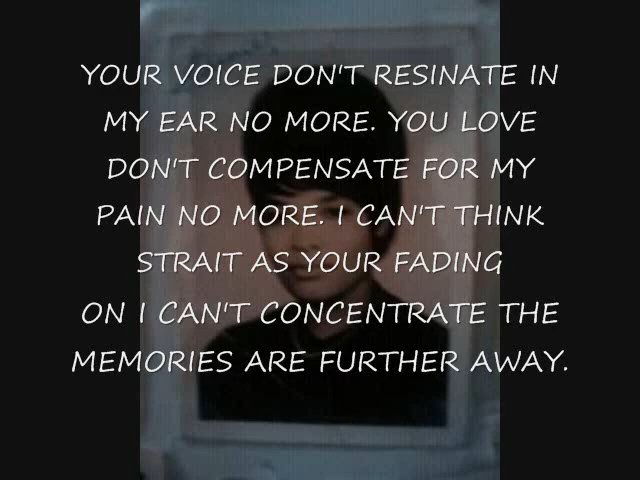 YOUR VOICE DON'T RESINATE IN
MY EAR NO MORE. YOU LOVE
DON'T COMPENSATE FOR MY
PAIN NO MORE. I CAN'T THINK
STRAIT AS YOUR FADING
ON I CAN'T CONCENTRATE THE
MEMORIES ARE FURTHER AWAY.